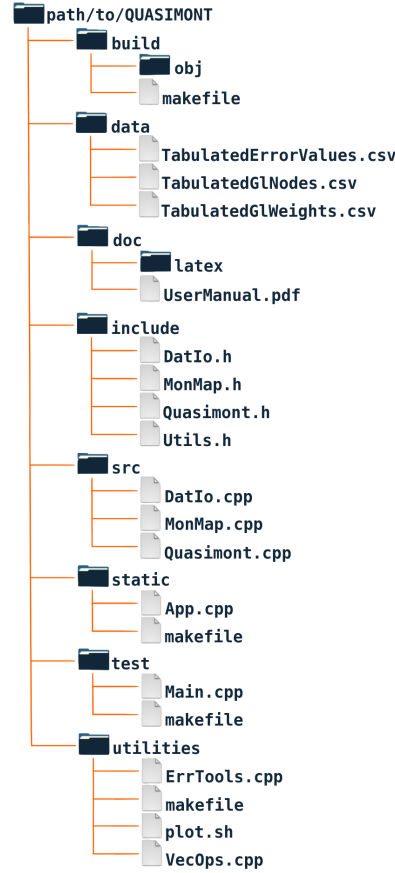 path/to/QUASIMONT
build
obj
makefile
data
TabulatedErrorValues.csv
TabulatedGlNodes.csv
TabulatedGlWeights.csv
doc
latex
UserManual.pdf
include
DatIo.h
MonMap.h
Quasimont.h
Utils.h
src
DatIo.cpp
MonMap.cpp
Quasimont.cpp
static
App.cpp
makefile
test
Main.cpp
makefile
utilities
ErrTools.cpp
makefile
plot.sh
VecOps.cpp